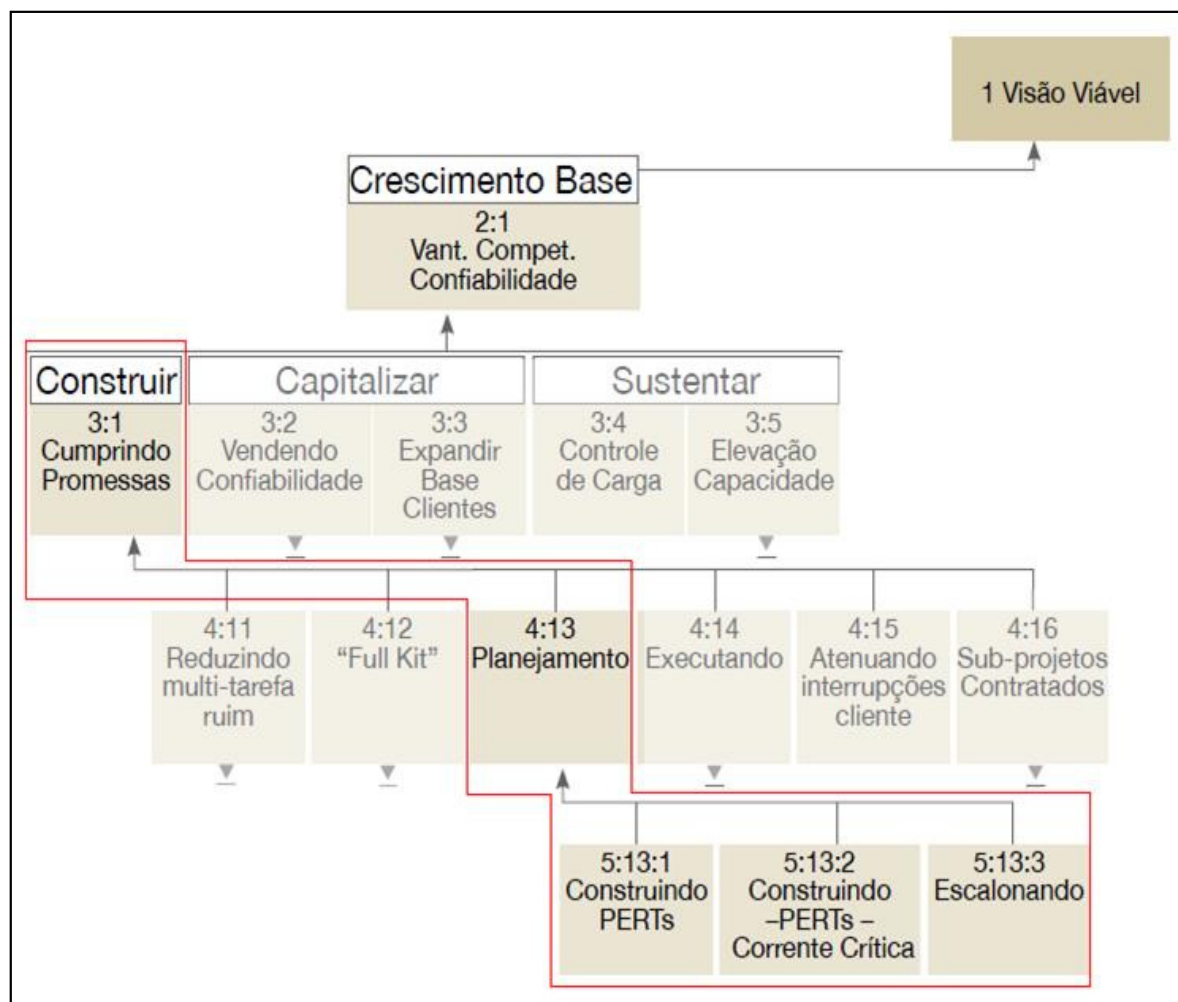 1 Visão Viável
Crescimento Base
2:1
Vant. Compet.
Confiabilidade
Construir
3:1
Cumprindo
Promessas
Capitalizar
3:2
Vendendo
Confiabilidade
3:3
Expandir
Base
Clientes
Sustentar
3:4
Controle
de Carga
3:5
Elevação
Capacidade
4:11
Reduzindo
multi-tarefa
ruim
4:12
“Full Kit”
4:13
Planejamento
4:14
Executando
4:15
Atenuando
interrupções
cliente
4:16
Sub-projetos
Contratados
5:13:1
Construindo
PERTs
5:13:2
Construindo
–PERTs –
Corrente Crítica
5:13:3
Escalonando